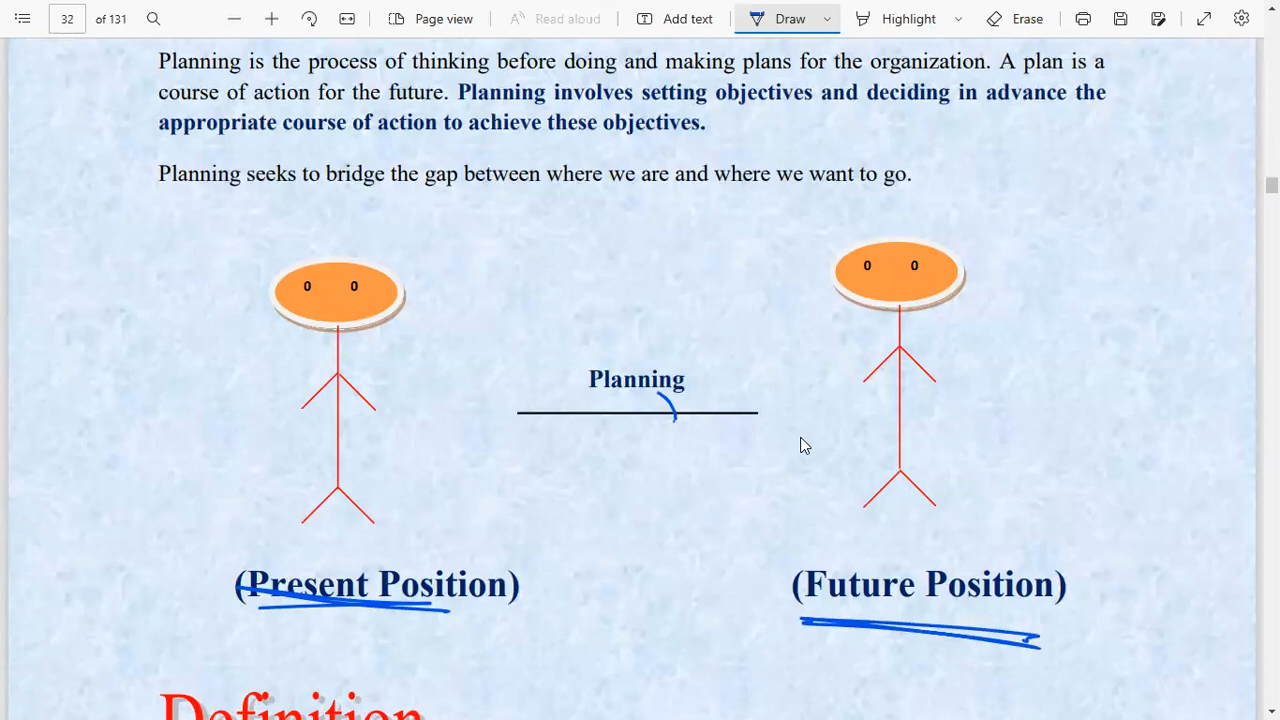 32 of 131 Page view Read aloud Add text Draw Highlight Erase
Planning is the process of thinking before doing and making plans for the organization. A plan is a
course of action for the future. Planning involves setting objectives and deciding in advance the
appropriate course of action to achieve these objectives.
Planning seeks to bridge the gap between where we are and where we want to go.
0 0
0 0
Planning
(Present Position) (Future Position)
Definition